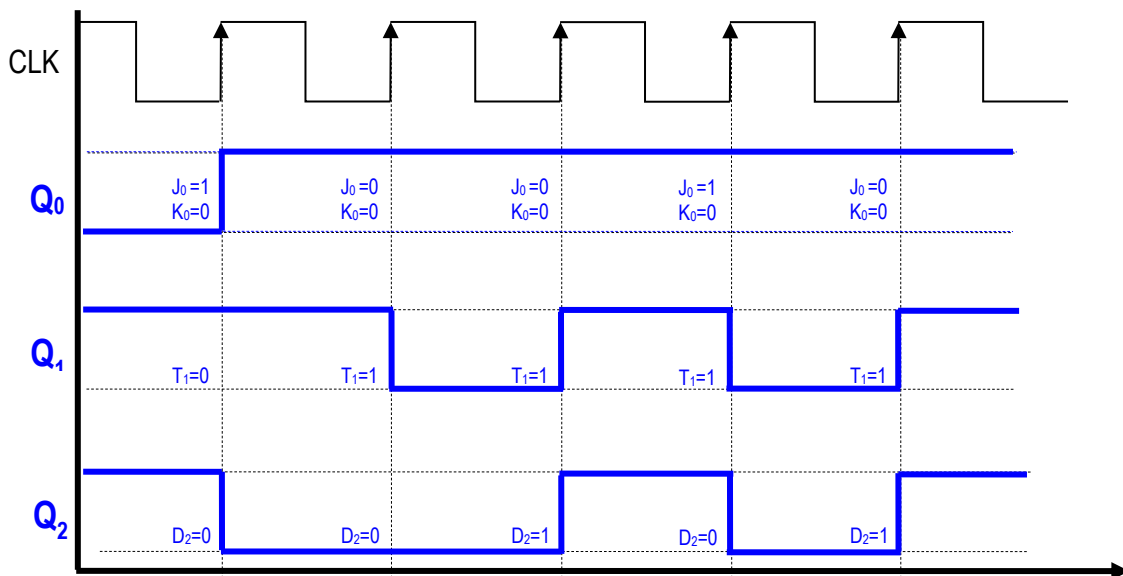 CLK
Q₀
J₀=1 J₀=0 J₀=0 J₀=1 J₀=0
K₀=0 K₀=0 K₀=0 K₀=0 K₀=0
Q₁
T₁=0 T₁=1 T₁=1 T₁=1 T₁=1
Q₂
D₂=0 D₂=0 D₂=1 D₂=0 D₂=1